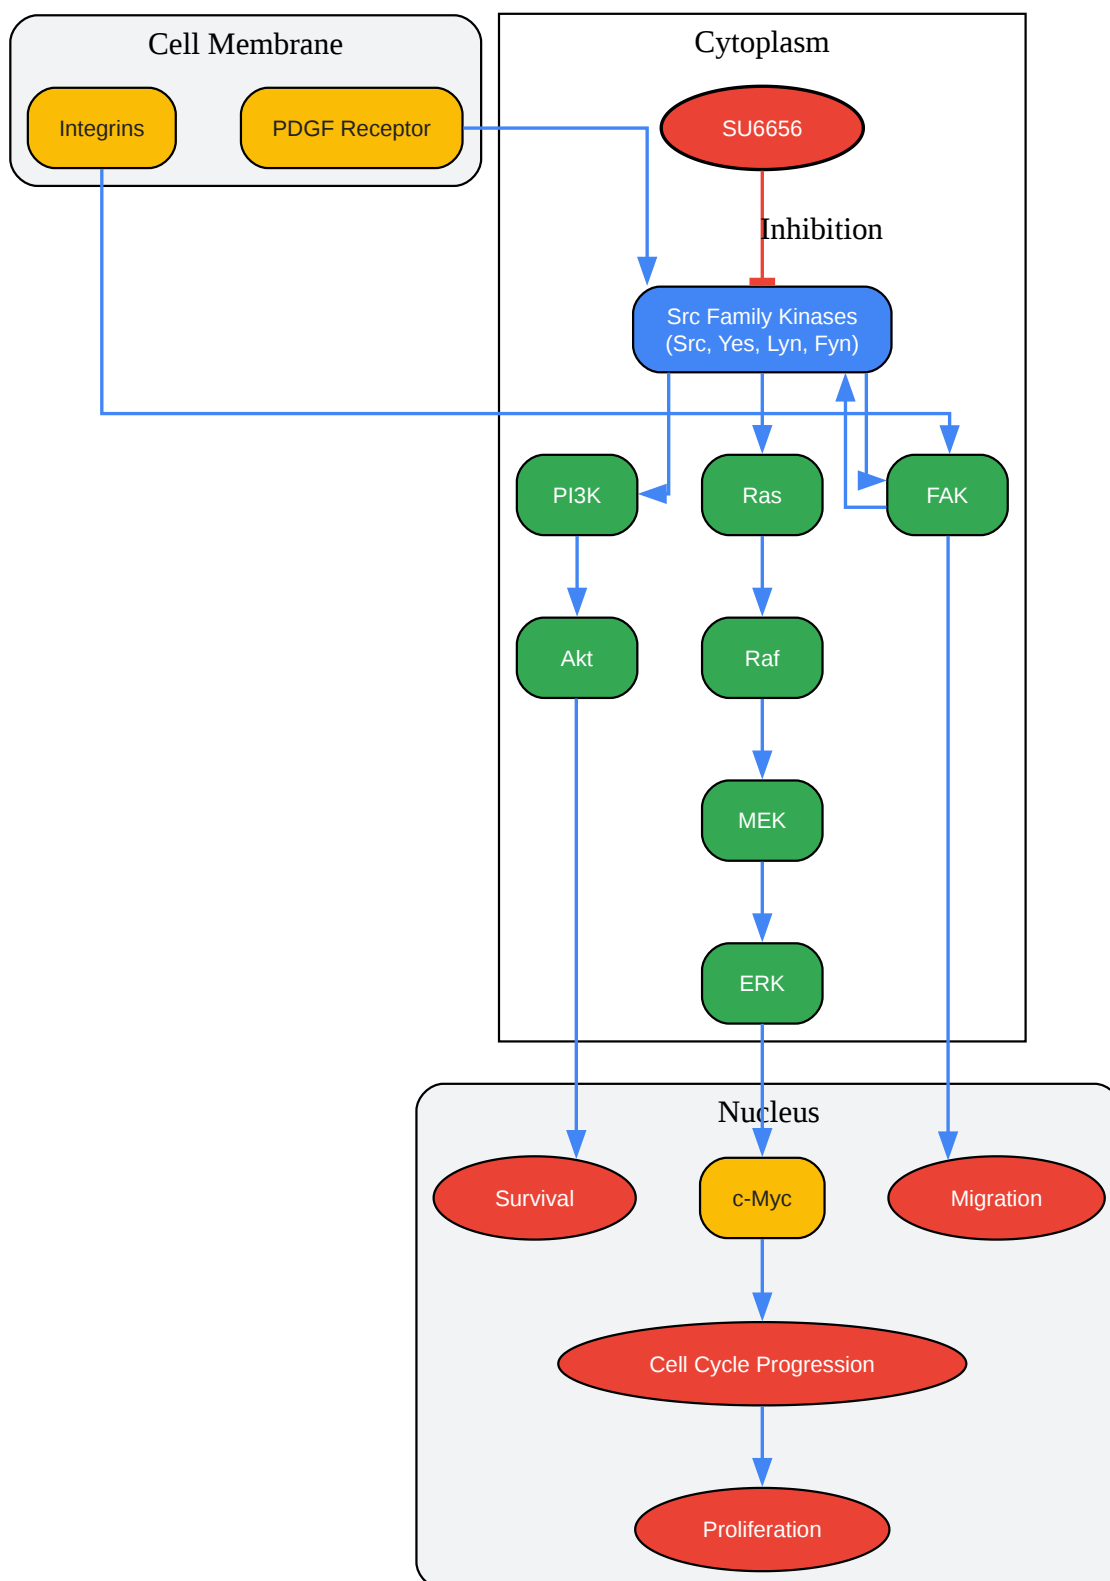 Cell Membrane
Cytoplasm
Integrins
PDGF Receptor
SU6656
Inhibition
Src Family Kinases
(Src, Yes, Lyn, Fyn)
PI3K
Ras
FAK
Akt
Raf
MEK
ERK
Nucleus
Survival
c-Myc
Migration
Cell Cycle Progression
Proliferation